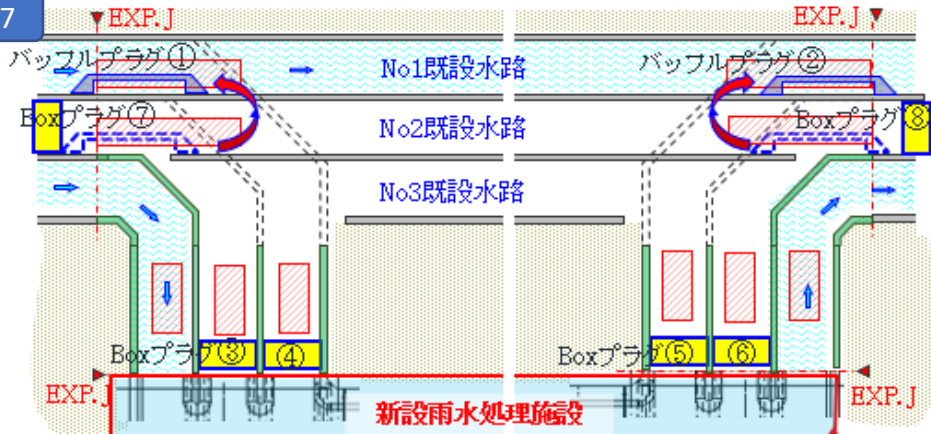 7
EXP.J
EXP.J
バッフルプラグ①
No1既設水路
バッフルプラグ②
Boxプラグ⑦
No2既設水路
Boxプラグ⑧
No3既設水路
Boxプラグ③
④
Boxプラグ⑤
⑥
EXP.J
EXP.J
新設雨水処理施設